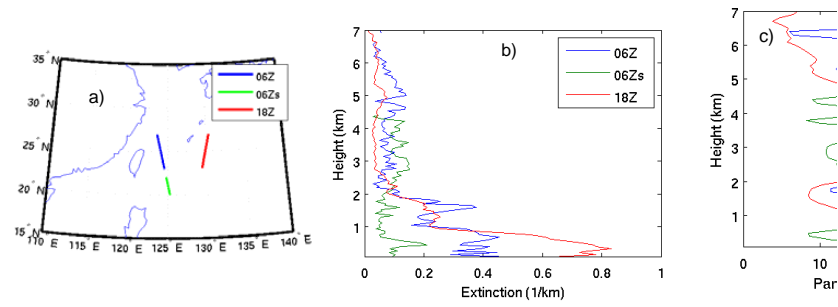 a)
35°N
30°N
25°N
20°N
15°N
110°E 115°E 120°E 125°E 130°E 135°E 140°E
06Z
06Zs
18Z
b)
06Z
06Zs
18Z
Height (km)
7
6
5
4
3
2
1
0 0.2 0.4 0.6 0.8 1
Extinction (1/km)
c)
Height (km)
7
6
5
4
3
2
1
0 10